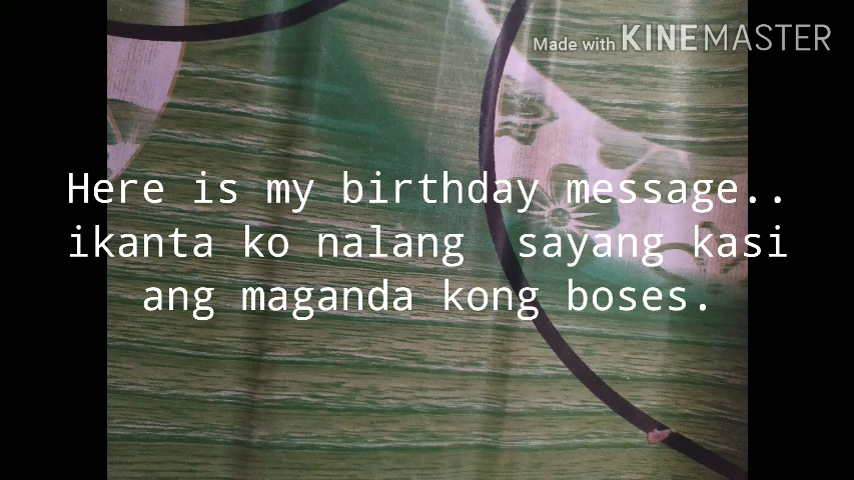 Made with KINEMASTER
Here is my birthday message..
ikanta ko nalang sayang kasi
ang maganda kong boses.